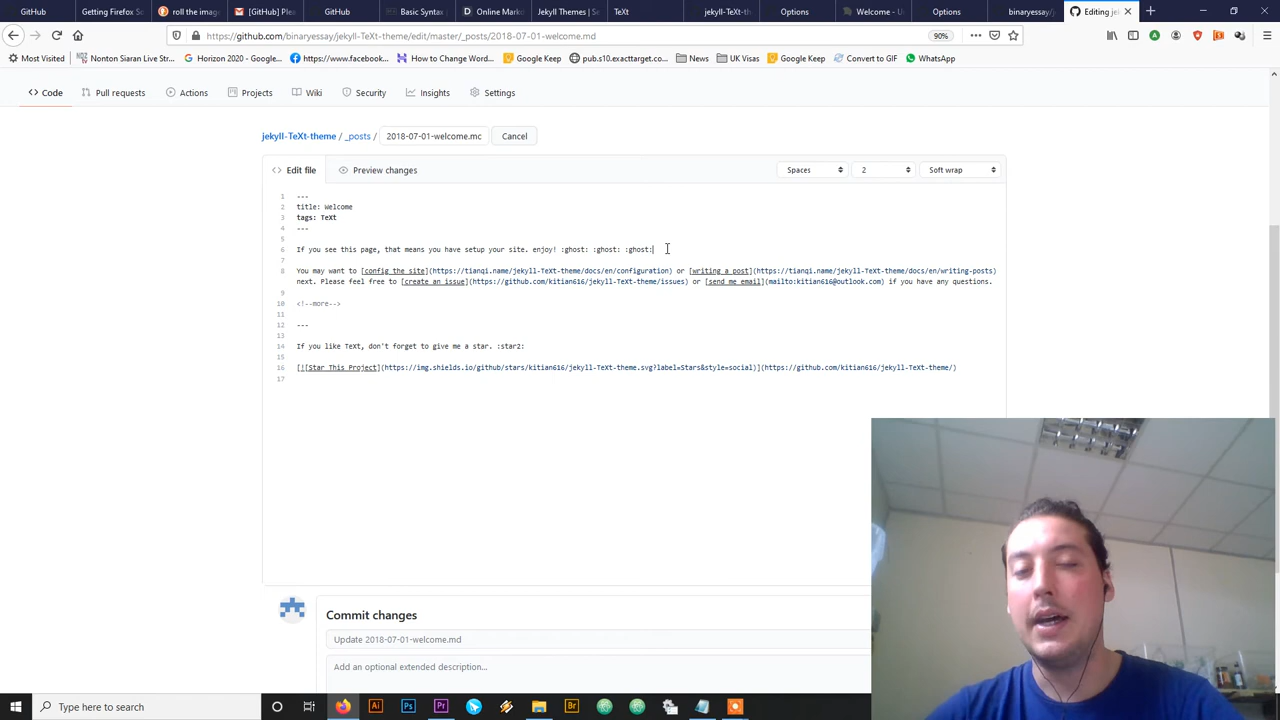 GitHub
Getting Firefox So
roll the image
[GitHub] Plea
GitHub
Basic Syntax
Online Mark
Jekyll Themes | Se
TeXt
jekyll-TeXt-th
Options
Welcome - U
Options
binaryessay/j
Editing jek
https://github.com/binaryessay/jekyll-TeXt-theme/edit/master/_posts/2018-07-01-welcome.md
90%
Most Visited
Nonton Siaran Live Str...
Horizon 2020 - Google...
https://www.facebook...
How to Change Word...
Google Keep
pub.s10.exacttarget.co...
News
UK Visas
Google Keep
Convert to GIF
WhatsApp
Code
Pull requests
Actions
Projects
Wiki
Security
Insights
Settings
jekyll-TeXt-theme / _posts / 2018-07-01-welcome.mc Cancel
<> Edit file
Preview changes
Spaces
2
Soft wrap
1 ---
2 title: Welcome
3 tags: TeXt
4 ---
5
6 If you see this page, that means you have setup your site. enjoy! :ghost: :ghost: :ghost:
7
8 You may want to [config the site](https://tianqi.name/jekyll-TeXt-theme/docs/en/configuration) or [writing a post](https://tianqi.name/jekyll-TeXt-theme/docs/en/writing-posts)
next. Please feel free to [create an issue](https://github.com/kitian616/jekyll-TeXt-theme/issues) or [send me email](mailto:kitian616@outlook.com) if you have any questions.
9
10 <!--more-->
11
12 ---
13
14 If you like TeXt, don't forget to give me a star. :star2:
15
16 [![Star This Project](https://img.shields.io/github/stars/kitian616/jekyll-TeXt-theme.svg?label=Stars&style=social)](https://github.com/kitian616/jekyll-TeXt-theme/)
17
Commit changes
Update 2018-07-01-welcome.md
Add an optional extended description...
Type here to search
Ai
Ps
Pr
Br